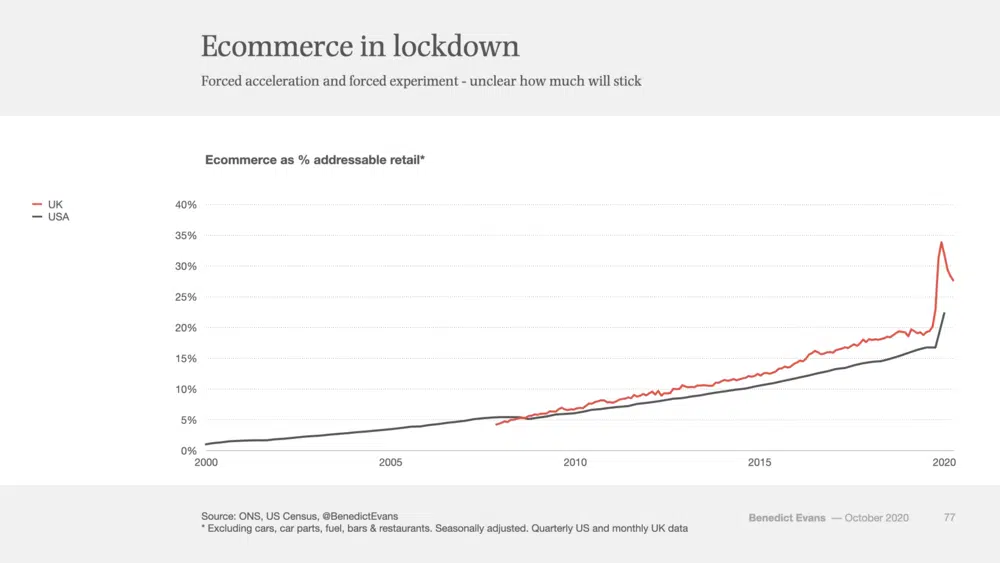 Ecommerce in lockdown
Forced acceleration and forced experiment - unclear how much will stick
Ecommerce as % addressable retail*
UK
USA
40%
35%
30%
25%
20%
15%
10%
5%
0%
2000 2005 2010 2015 2020
Source: ONS, US Census, @BenedictEvans
* Excluding cars, car parts, fuel, bars & restaurants. Seasonally adjusted. Quarterly US and monthly UK data
Benedict Evans — October 2020 77